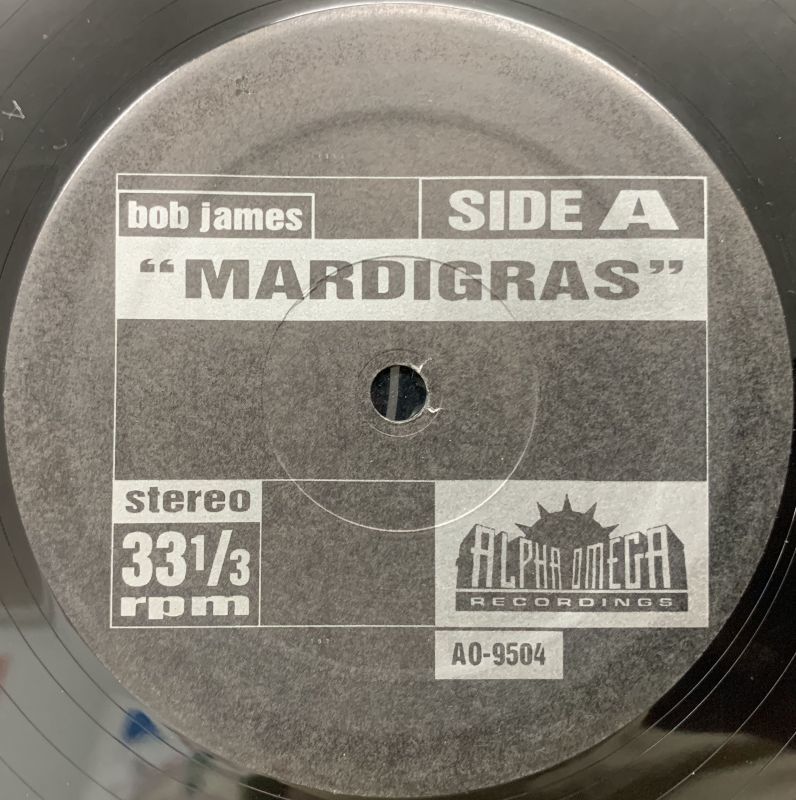 bob james
SIDE A
“MARDIGRAS”
stereo
33 1/3
rpm
ALPHA OMEGA
RECORDINGS
AO-9504